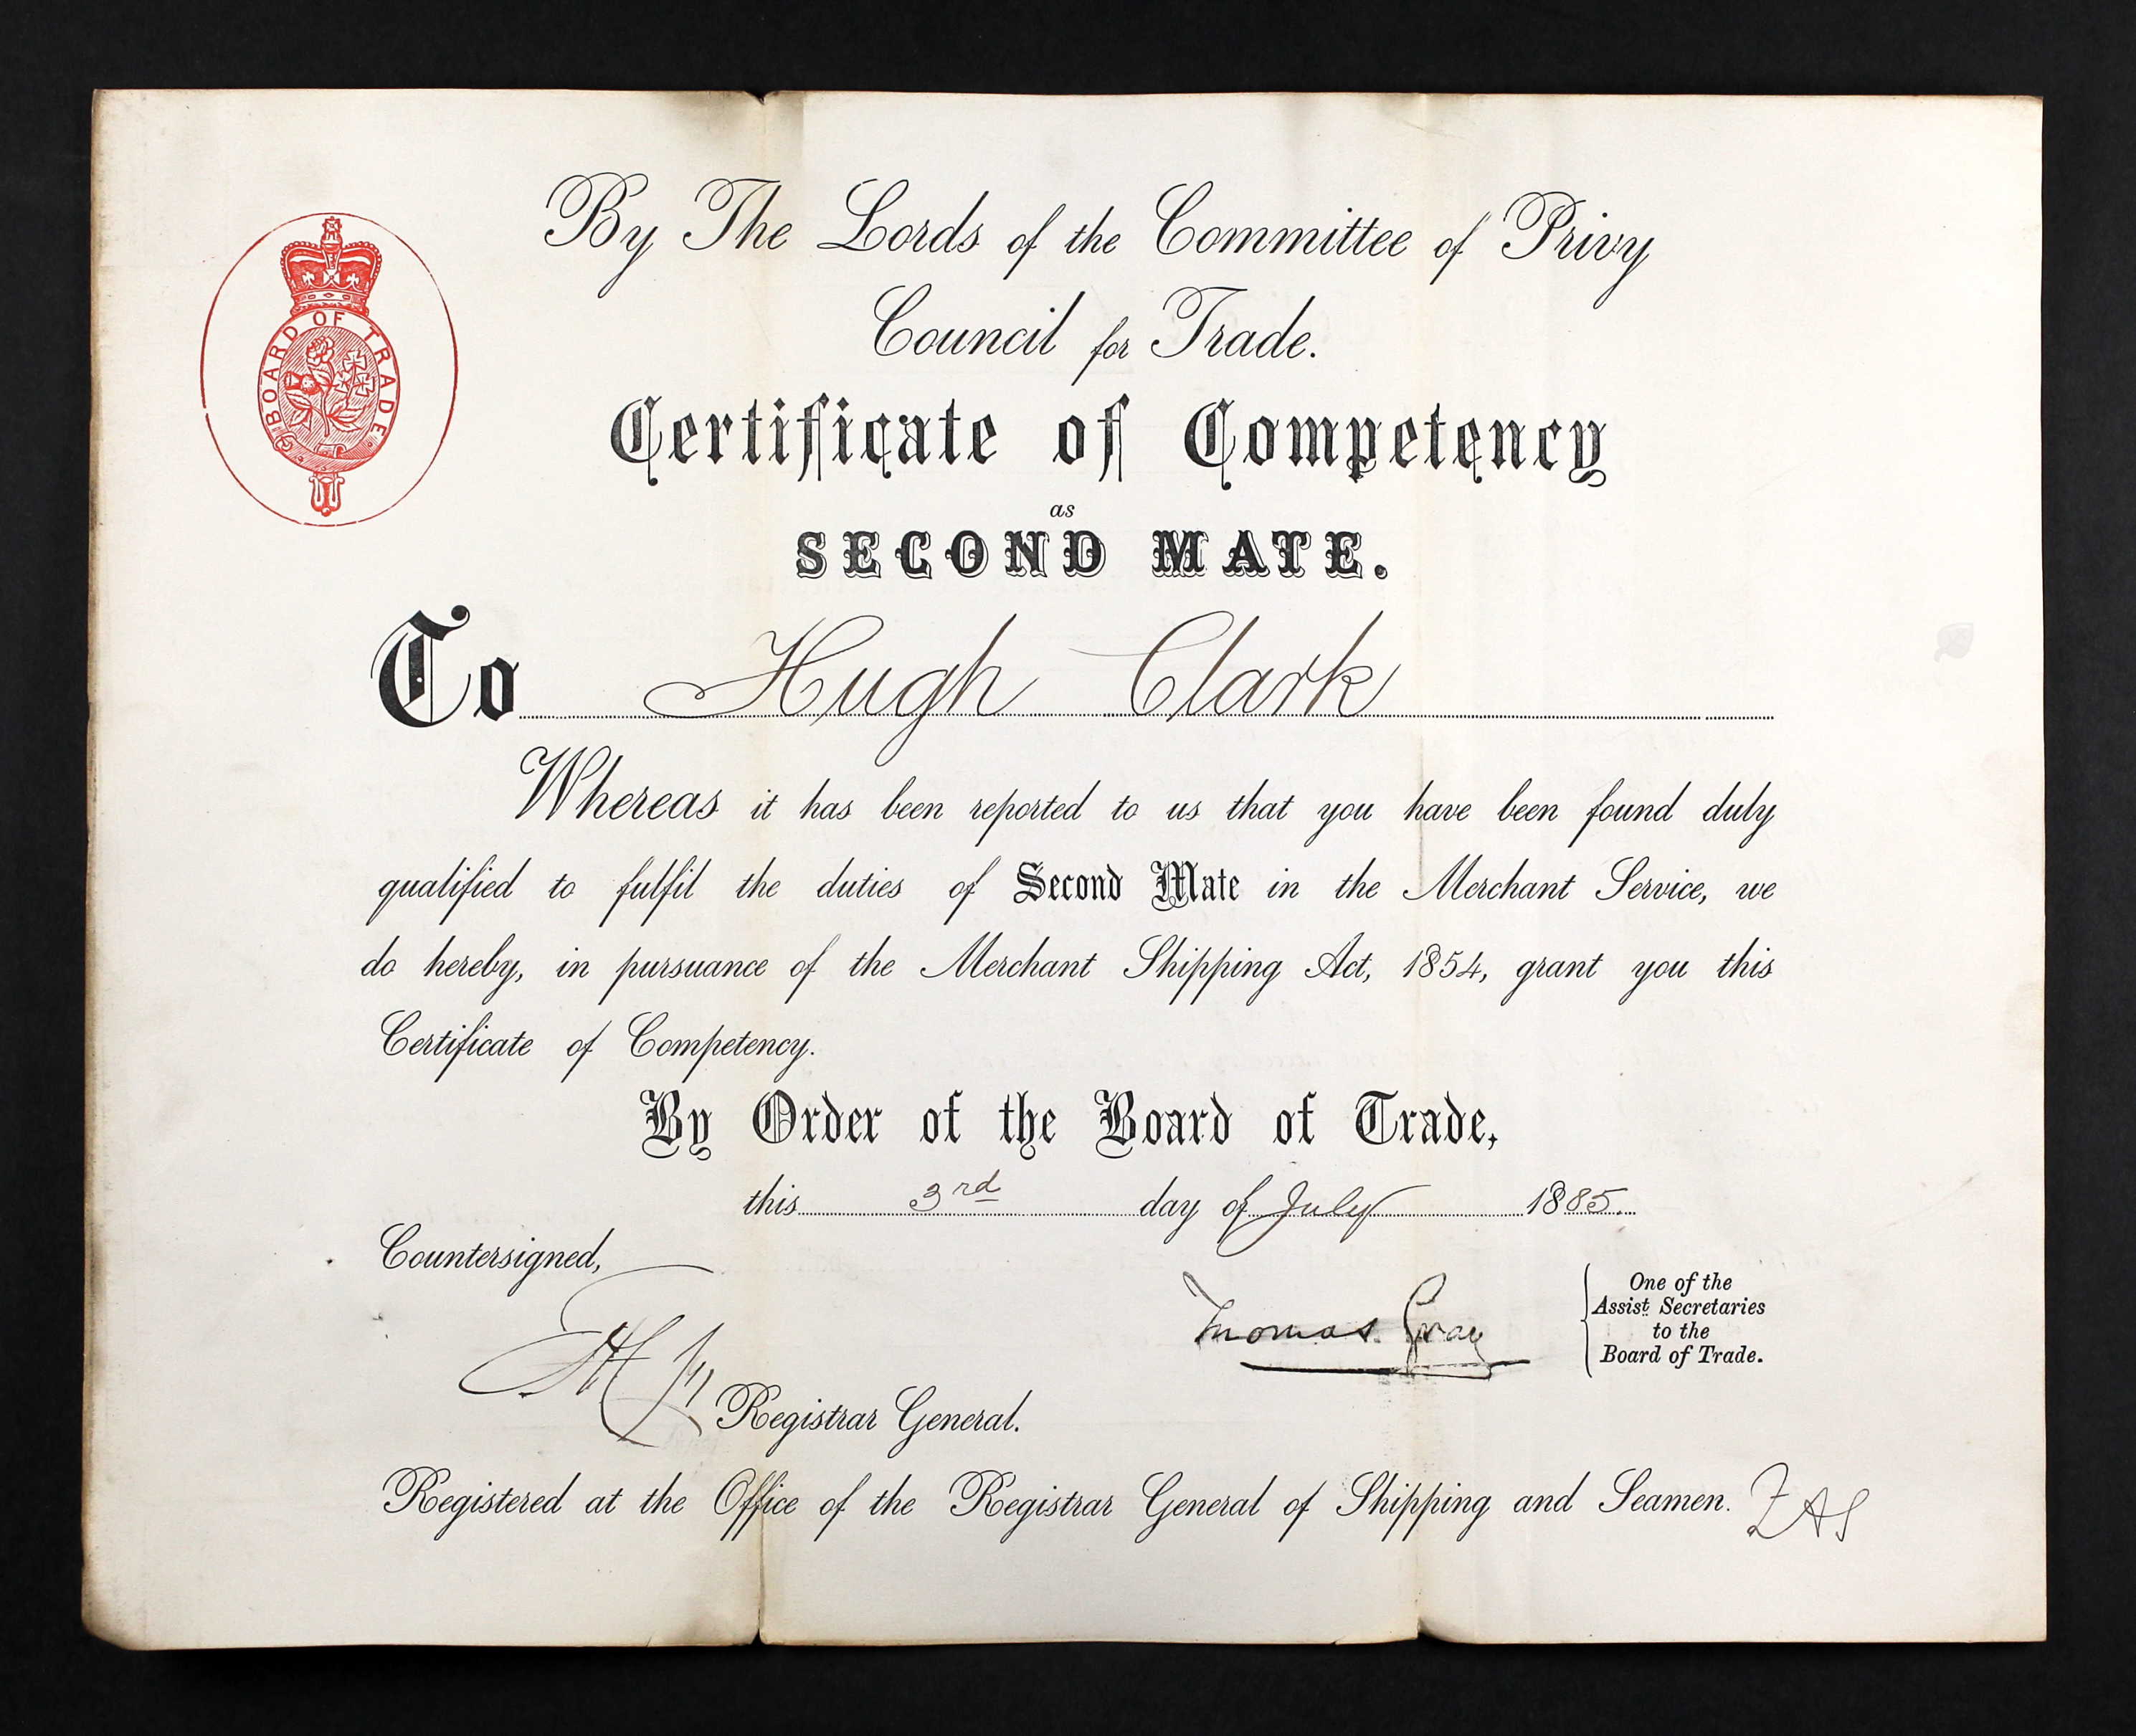 BOARD OF TRADE
By The Lords of the Committee of Privy
Council for Trade.
Certificate of Competency
as
SECOND MATE.
To Hugh Clark
Whereas it has been reported to us that you have been found duly
qualified to fulfil the duties of Second Mate in the Merchant Service, we
do hereby, in pursuance of the Merchant Shipping Act, 1854, grant you this
Certificate of Competency.
By Order of the Board of Trade,
this 3rd day of July 1885.
Countersigned,
Thomas Gray
One of the
Assist. Secretaries
to the
Board of Trade.
Registrar General.
Registered at the Office of the Registrar General of Shipping and Seamen.